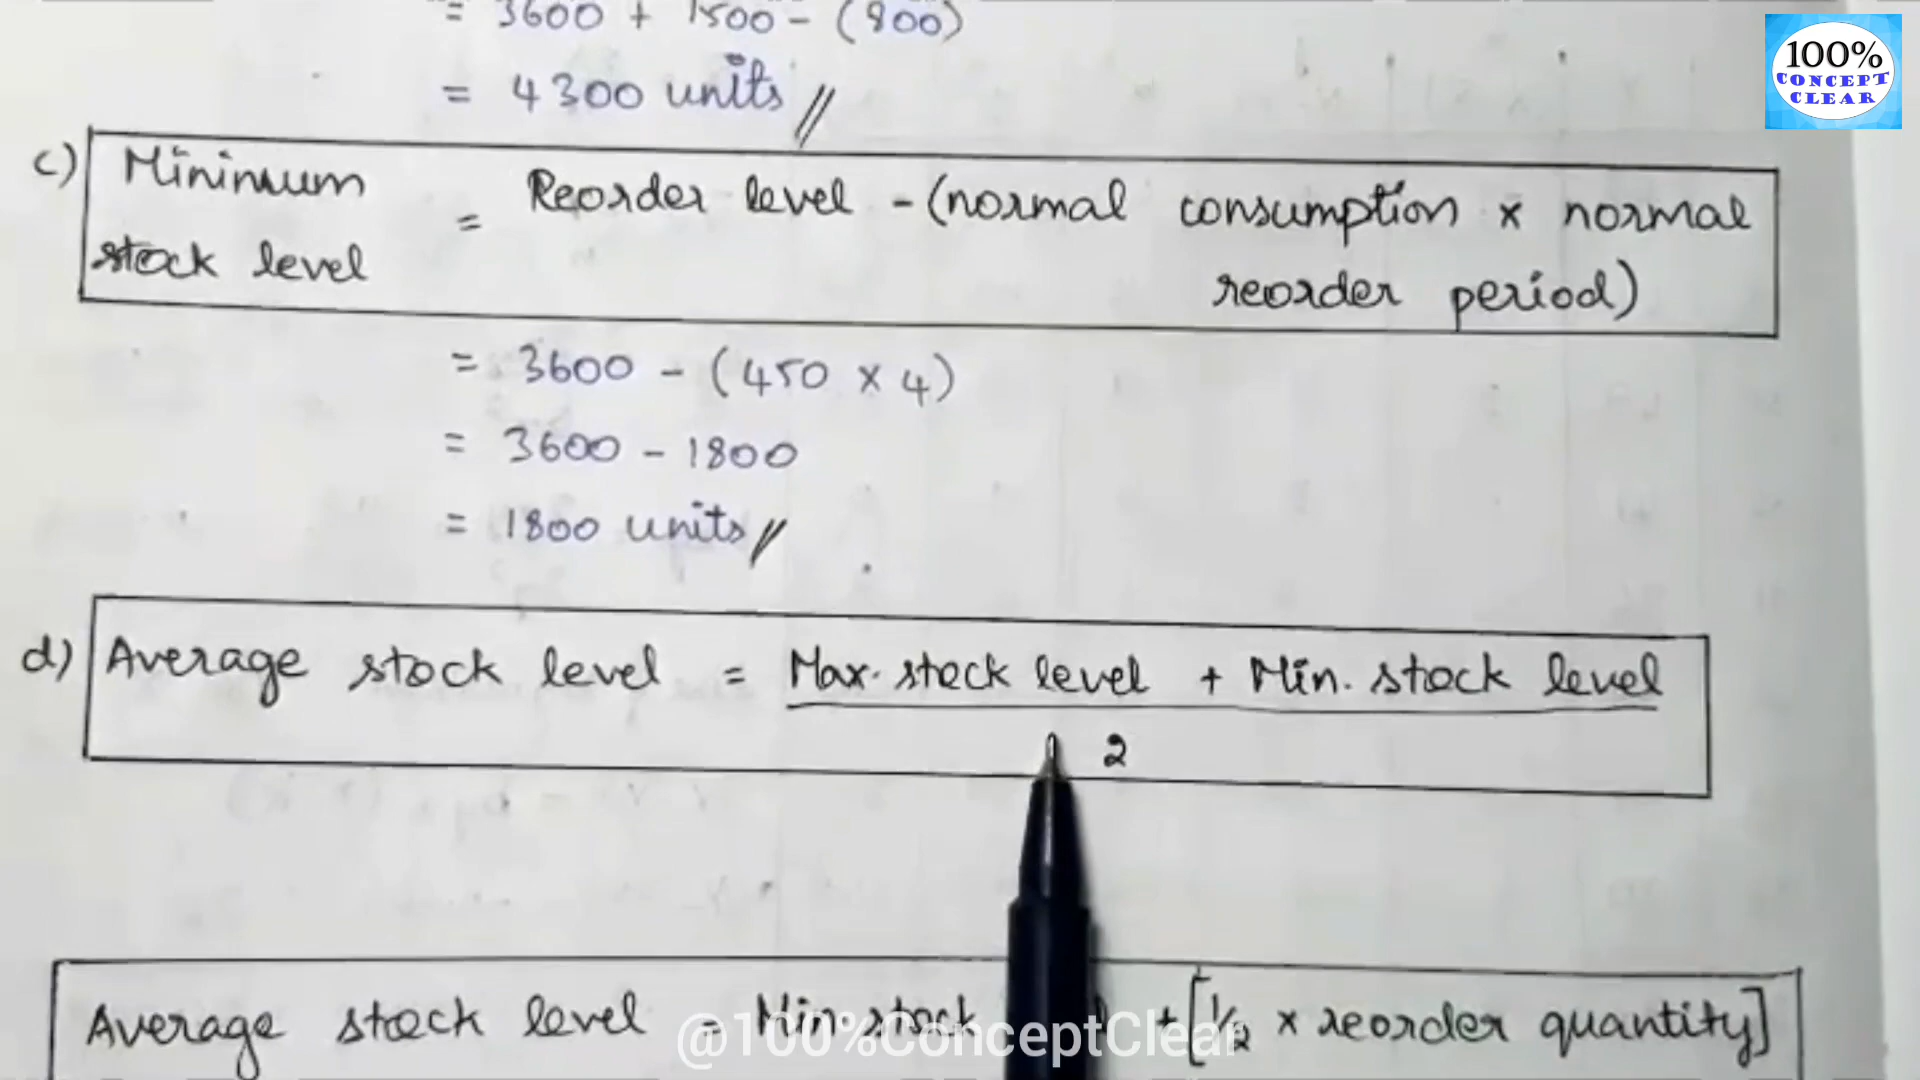 = 3600 + 1500 - (800)
= 4300 units //
100%
CONCEPT
CLEAR
c) Minimum stock level = Reorder level - (normal consumption x normal reorder period)
= 3600 - (450 x 4)
= 3600 - 1800
= 1800 units //
d) Average stock level = Max. stock level + Min. stock level
2
Average stock level = Min. stock + [1/2 x reorder quantity]
@100%ConceptClear